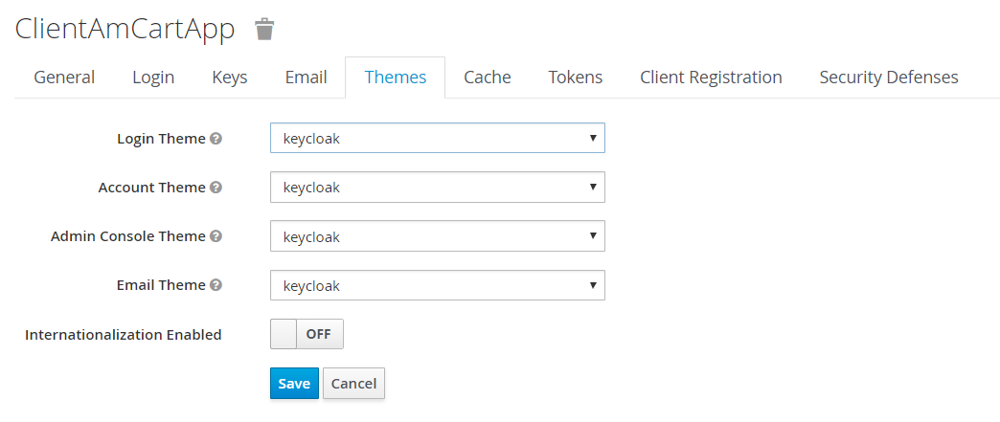 ClientAmCartApp
General Login Keys Email Themes Cache Tokens Client Registration Security Defenses
Login Theme ? keycloak
Account Theme ? keycloak
Admin Console Theme ? keycloak
Email Theme ? keycloak
Internationalization Enabled OFF
Save Cancel